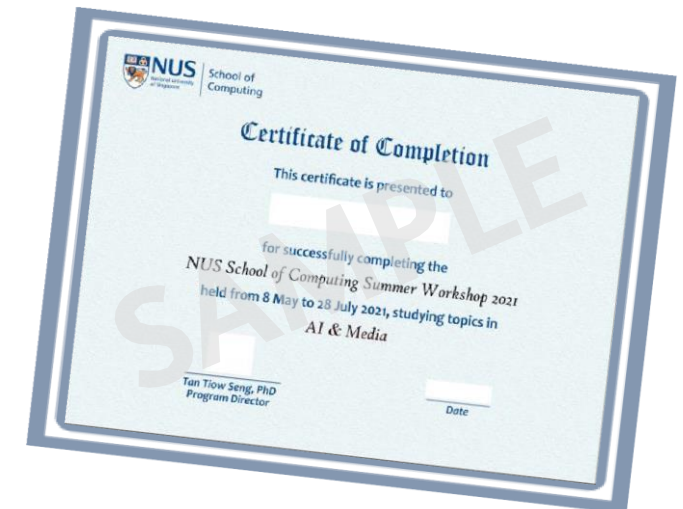 NUS
National University
of Singapore
School of
Computing
Certificate of Completion
This certificate is presented to
for successfully completing the
NUS School of Computing Summer Workshop 2021
held from 8 May to 28 July 2021, studying topics in
AI & Media
Tan Tiow Seng, PhD
Program Director
Date
SAMPLE